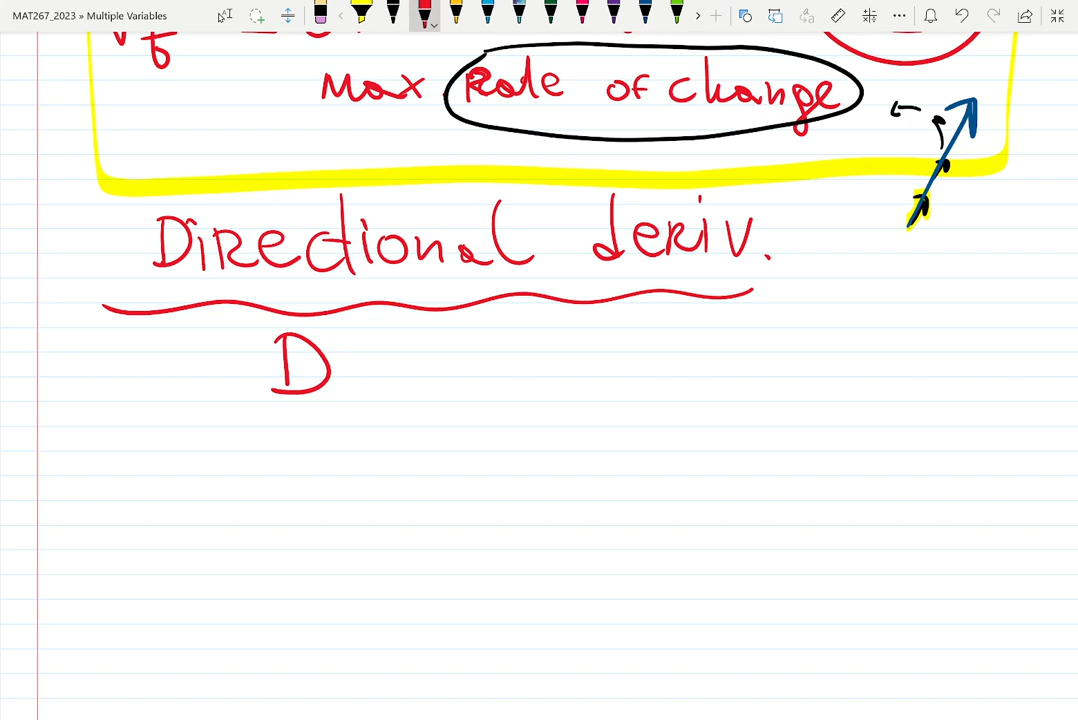 MAT267_2023 » Multiple Variables
∇f
Max Rate of change
Directional deriv.
D